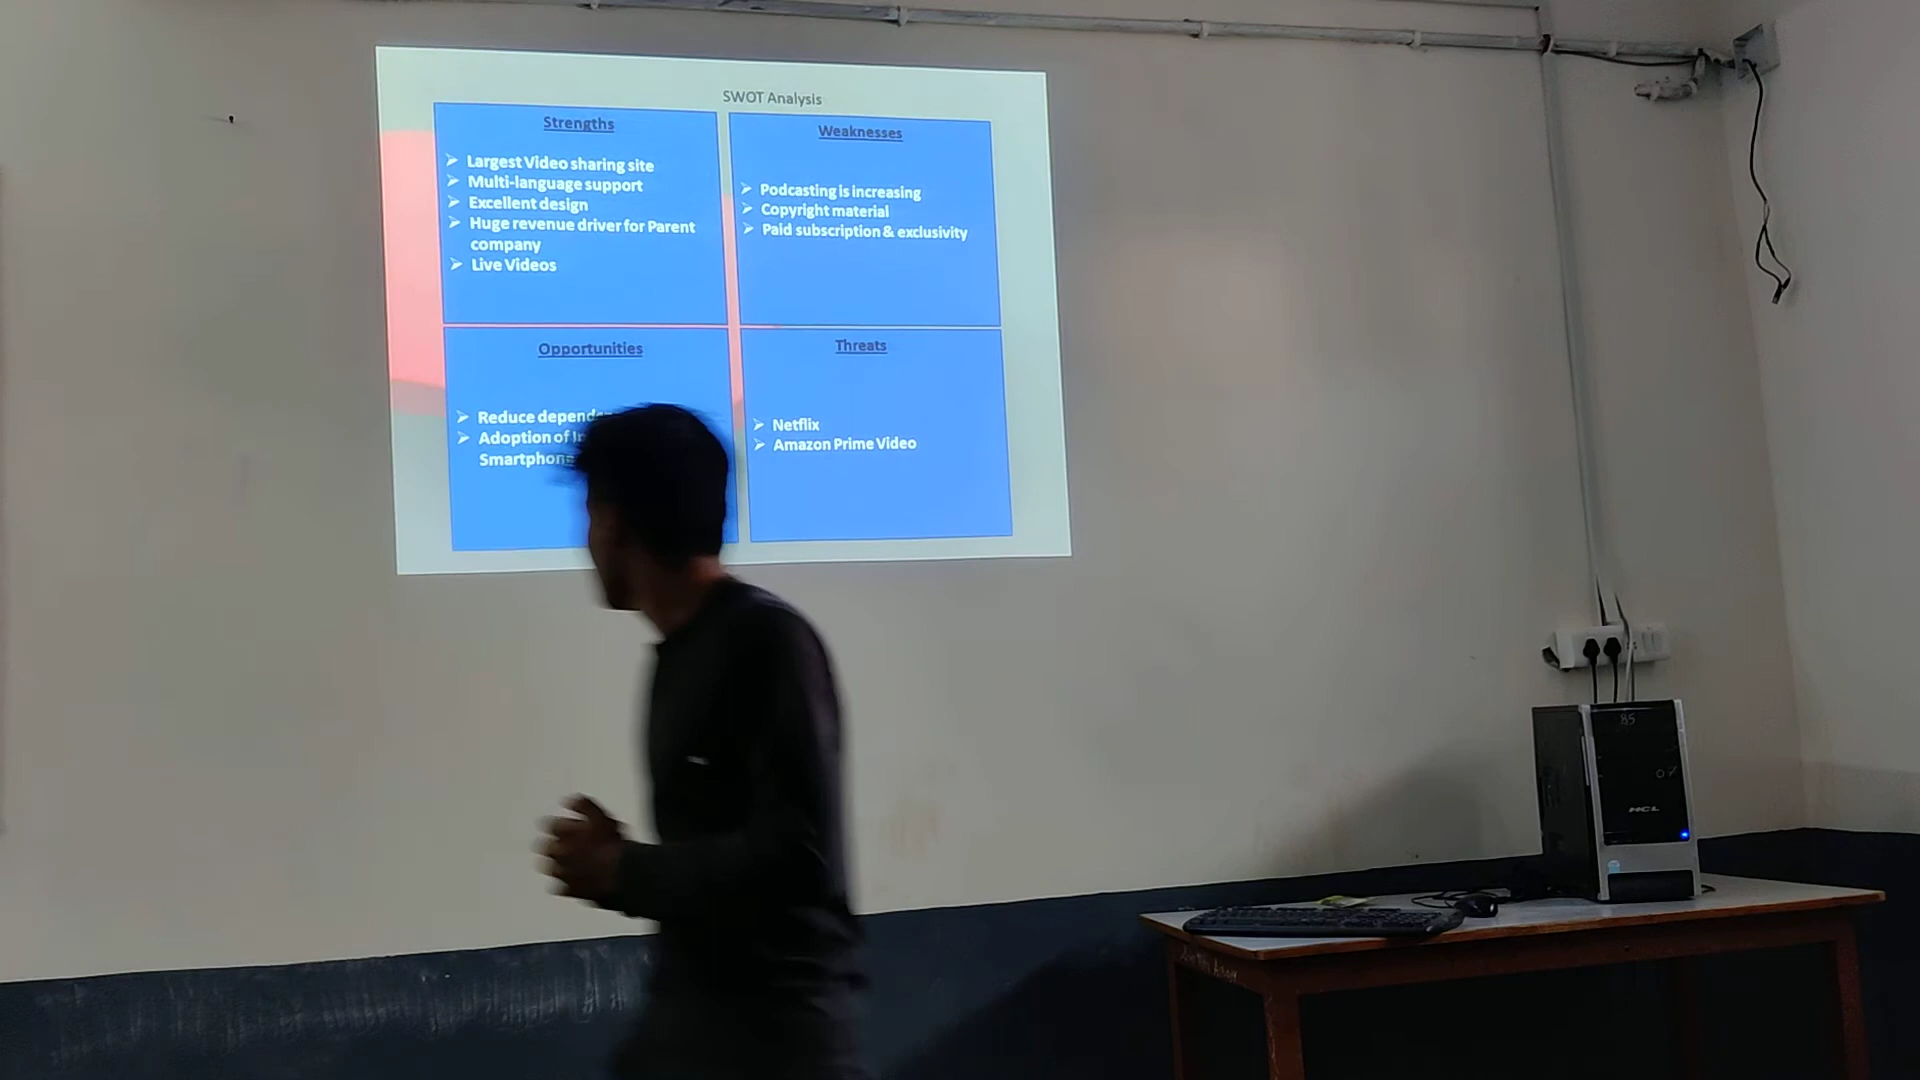 SWOT Analysis
Strengths
Largest Video sharing site
Multi-language support
Excellent design
Huge revenue driver for Parent
company
Live Videos
Weaknesses
Podcasting is increasing
Copyright material
Paid subscription & exclusivity
Opportunities
Reduce
Adoption of
Threats
Netflix
Amazon Prime Video
85
07
HCL